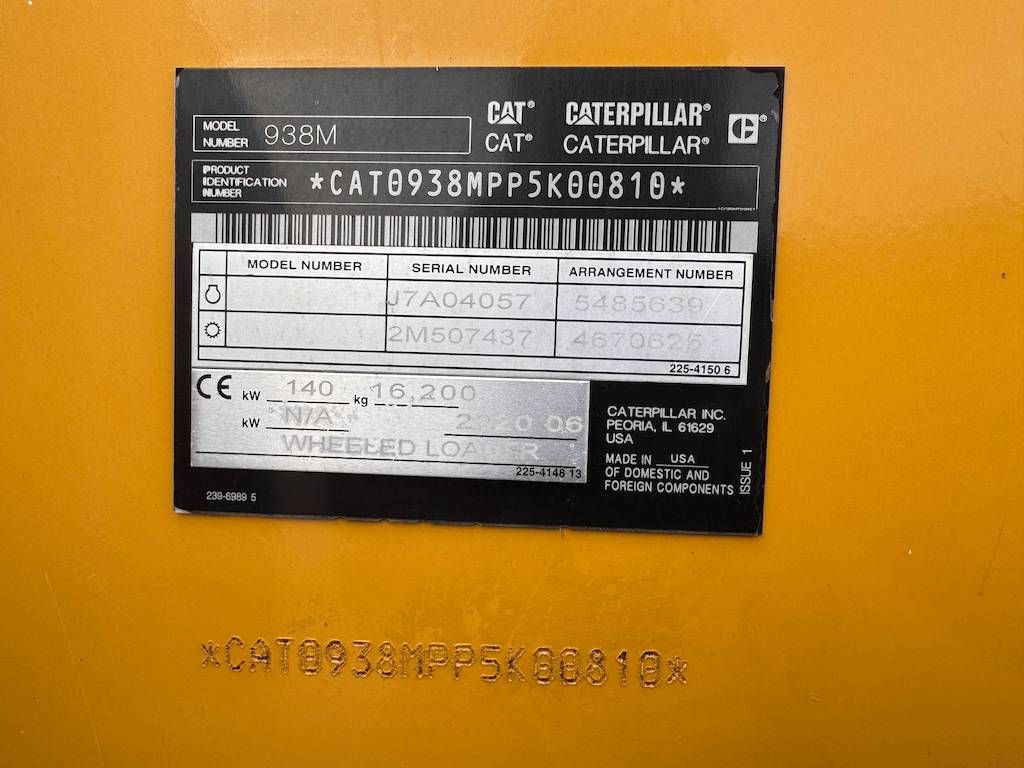 CAT® CATERPILLAR®
CAT® CATERPILLAR®
MODEL NUMBER 938M
PRODUCT IDENTIFICATION NUMBER *CAT0938MPP5K00810*
MODEL NUMBER SERIAL NUMBER ARRANGEMENT NUMBER
J7A04057 5485639
2M507437 4670625
225-4150 6
CE kW 140 kg 16,200
kW N/A 2020 06
WHEELED LOADER
225-4148 13
CATERPILLAR INC.
PEORIA, IL 61629
USA
MADE IN USA
OF DOMESTIC AND
FOREIGN COMPONENTS
ISSUE 1
239-6989 5
*CAT0938MPP5K00810*